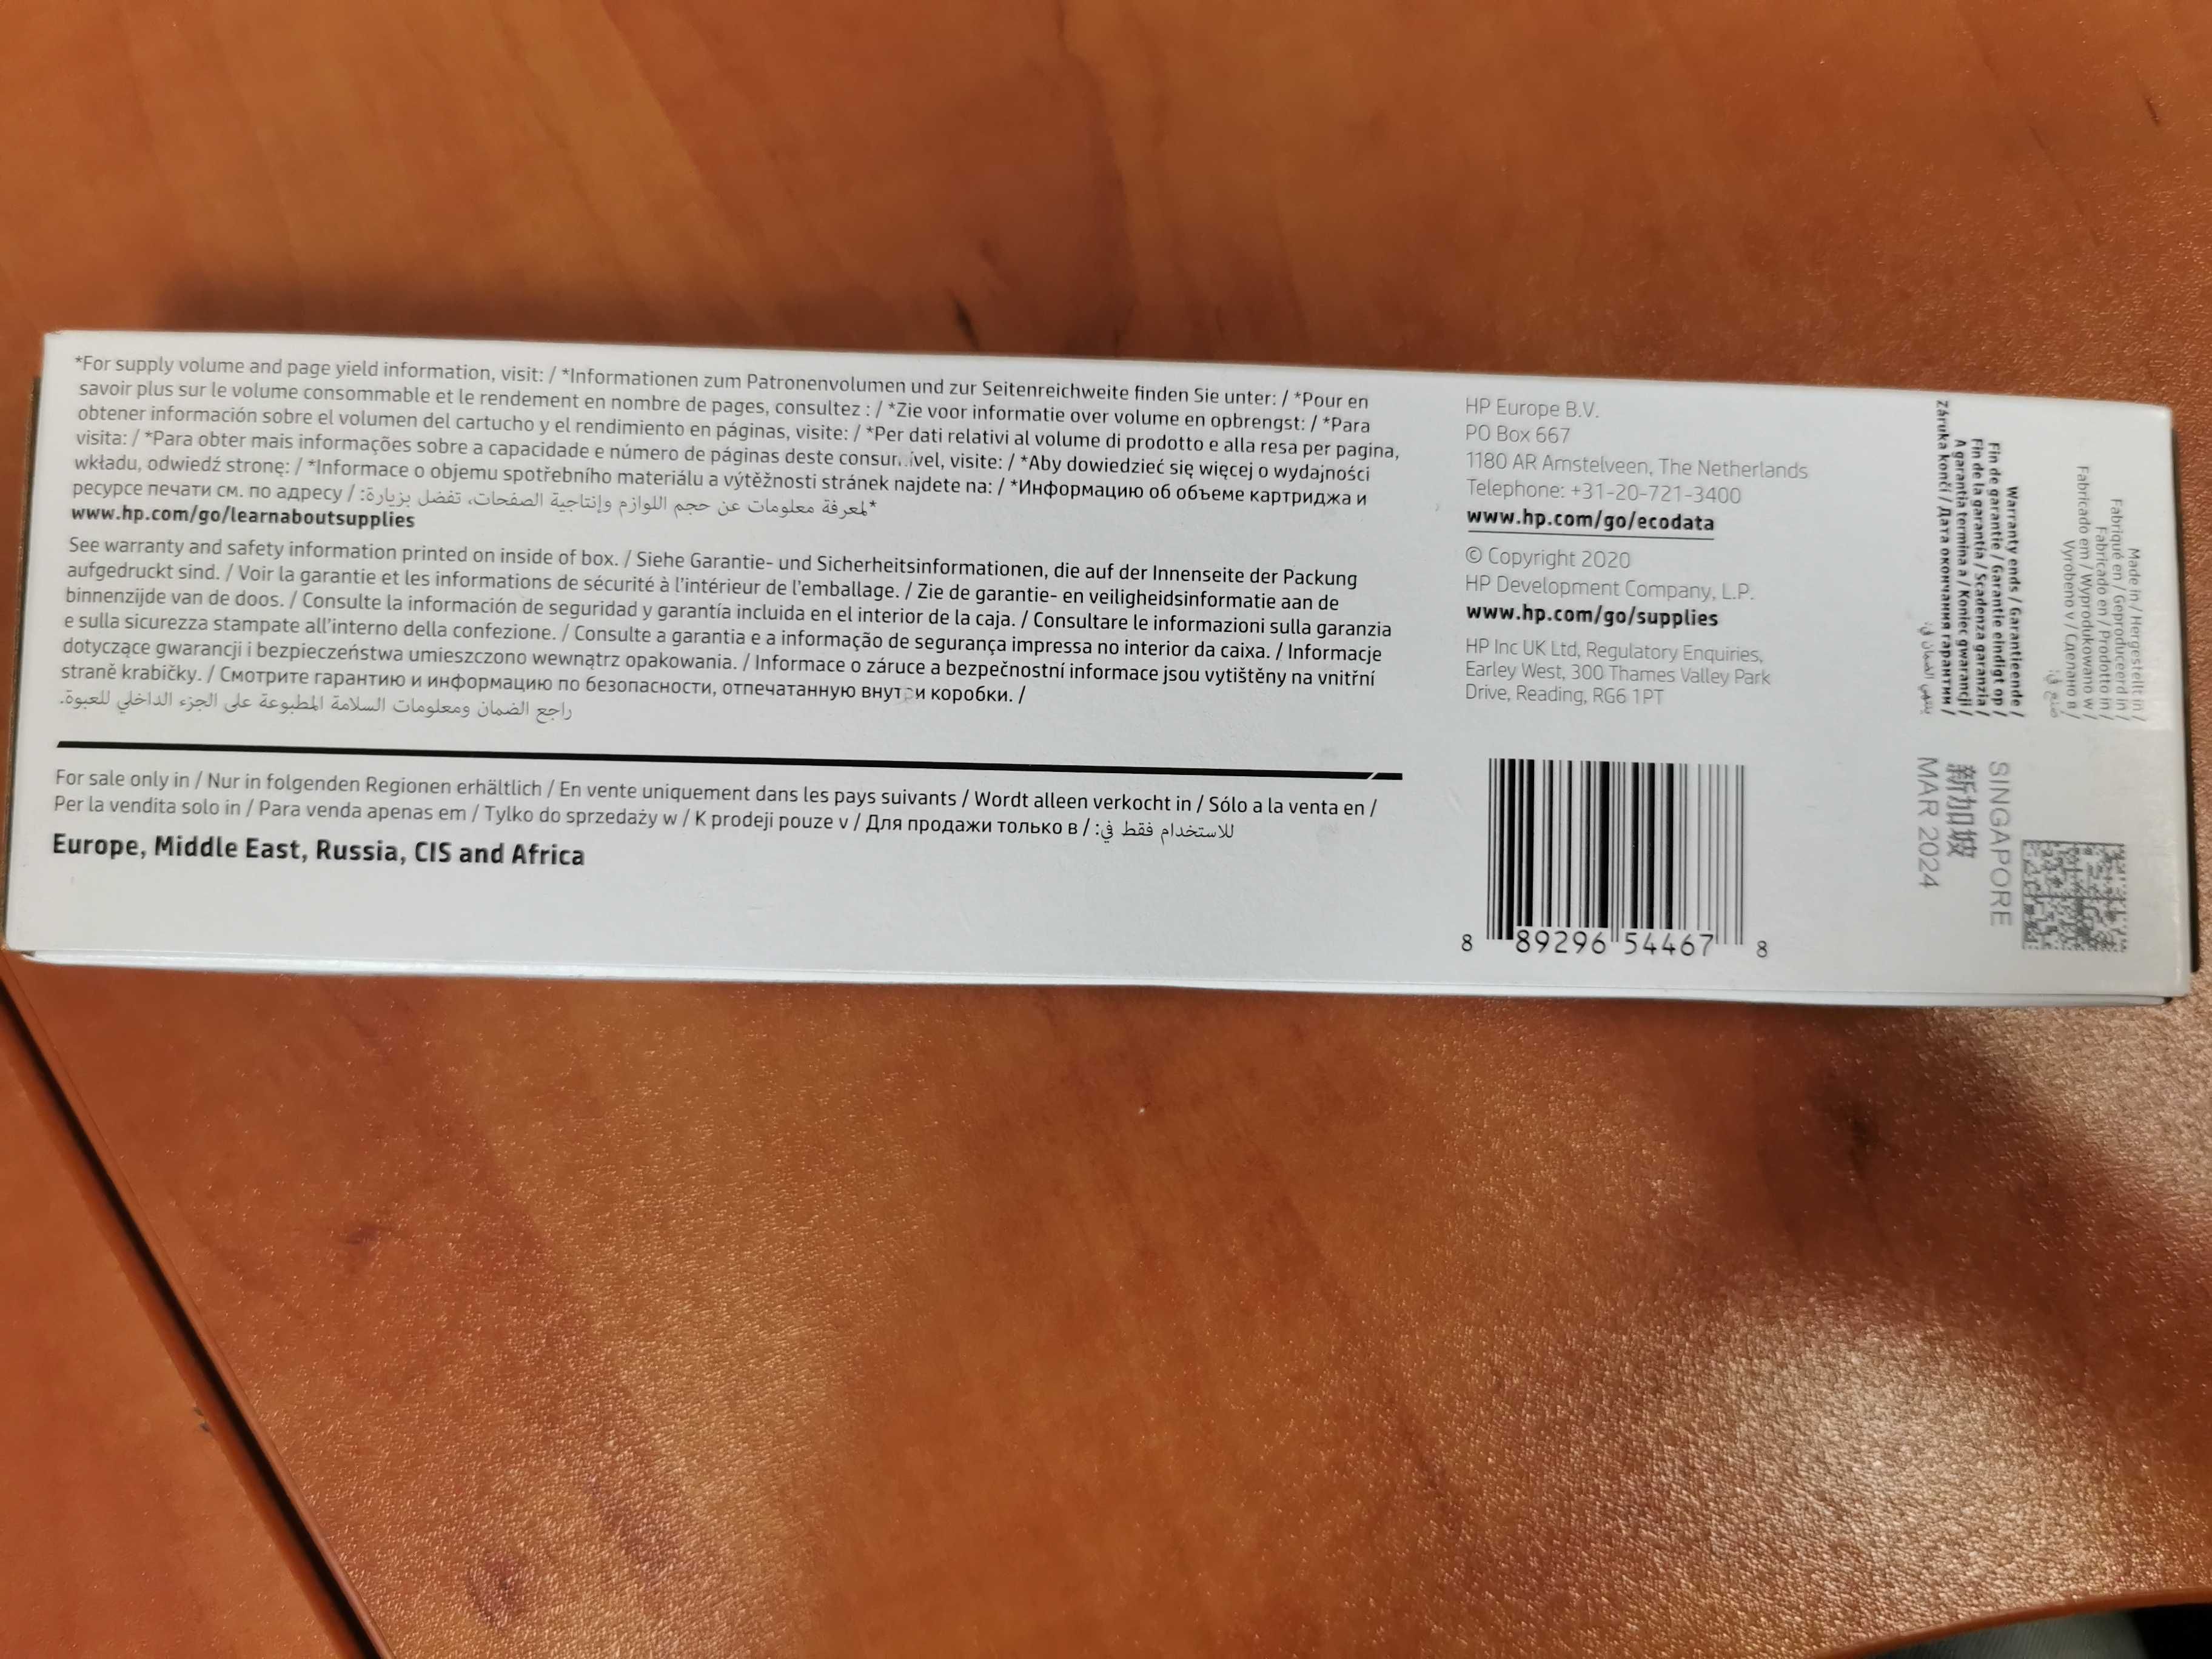 *For supply volume and page yield information, visit: / *Informationen zum Patronenvolumen und zur Seitenreichweite finden Sie unter: / *Pour en
savoir plus sur le volume consommable et le rendement en nombre de pages, consultez : / *Zie voor informatie over volume en opbrengst: / *Para
obtener información sobre el volumen del cartucho y el rendimiento en páginas, visite: / *Per dati relativi al volume di prodotto e alla resa per pagina,
visita: / *Para obter mais informações sobre a capacidade e número de páginas deste visite: / *Aby dowiedzieć się więcej o wydajności
wkładu, odwiedź stronę: / *Informace o objemu spotřebního materiálu a výtěžnosti stránek najdete na: / *Информацию об объеме картриджа и
ресурсе печати см. по адресу / *لمعرفة معلومات عن حجم اللوازم وإنتاجية الصفحات، تفضل بزيارة:
www.hp.com/go/learnaboutsupplies
See warranty and safety information printed on inside of box. / Siehe Garantie- und Sicherheitsinformationen, die auf der Innenseite der Packung
aufgedruckt sind. / Voir la garantie et les informations de sécurité à l'intérieur de l'emballage. / Zie de garantie- en veiligheidsinformatie aan de
binnenzijde van de doos. / Consulte la información de seguridad y garantía incluida en el interior de la caja. / Consultare le informazioni sulla garanzia
e sulla sicurezza stampate all'interno della confezione. / Consulte a garantia e a informação de segurança impressa no interior da caixa. / Informacje
dotyczące gwarancji i bezpieczeństwa umieszczono wewnątrz opakowania. / Informace o záruce a bezpečnostní informace jsou vytištěny na vnitřní
straně krabičky. / Смотрите гарантию и информацию по безопасности, отпечатанную внутри коробки. /
راجع الضمان ومعلومات السلامة المطبوعة على الجزء الداخلي للعبوة.
For sale only in / Nur in folgenden Regionen erhältlich / En vente uniquement dans les pays suivants / Wordt alleen verkocht in / Sólo a la venta en /
Per la vendita solo in / Para venda apenas em / Tylko do sprzedaży w / K prodeji pouze v / Для продажи только в / للاستخدام فقط في:
Europe, Middle East, Russia, CIS and Africa
HP Europe B.V.
PO Box 667
1180 AR Amstelveen, The Netherlands
Telephone: +31-20-721-3400
www.hp.com/go/ecodata
© Copyright 2020
HP Development Company, L.P.
www.hp.com/go/supplies
HP Inc UK Ltd, Regulatory Enquiries,
Earley West, 300 Thames Valley Park
Drive, Reading, RG6 1PT
8 89296 54467 8
Made in / Hergestellt in /
Fabriqué en / Geproduceerd in /
Fabricado en / Prodotto in /
Fabricado em / Wyprodukowano w /
Vyrobeno v / Сделано в /
صنع في:
Warranty ends / Garantieende /
Fin de garantie / Garantie eindigt op /
Fin de la garantía / Scadenza garanzia /
A garantia termina a / Koniec gwarancji /
Záruka končí / Дата окончания гарантии /
ينتهي الضمان في:
SINGAPORE
新加坡
MAR 2024